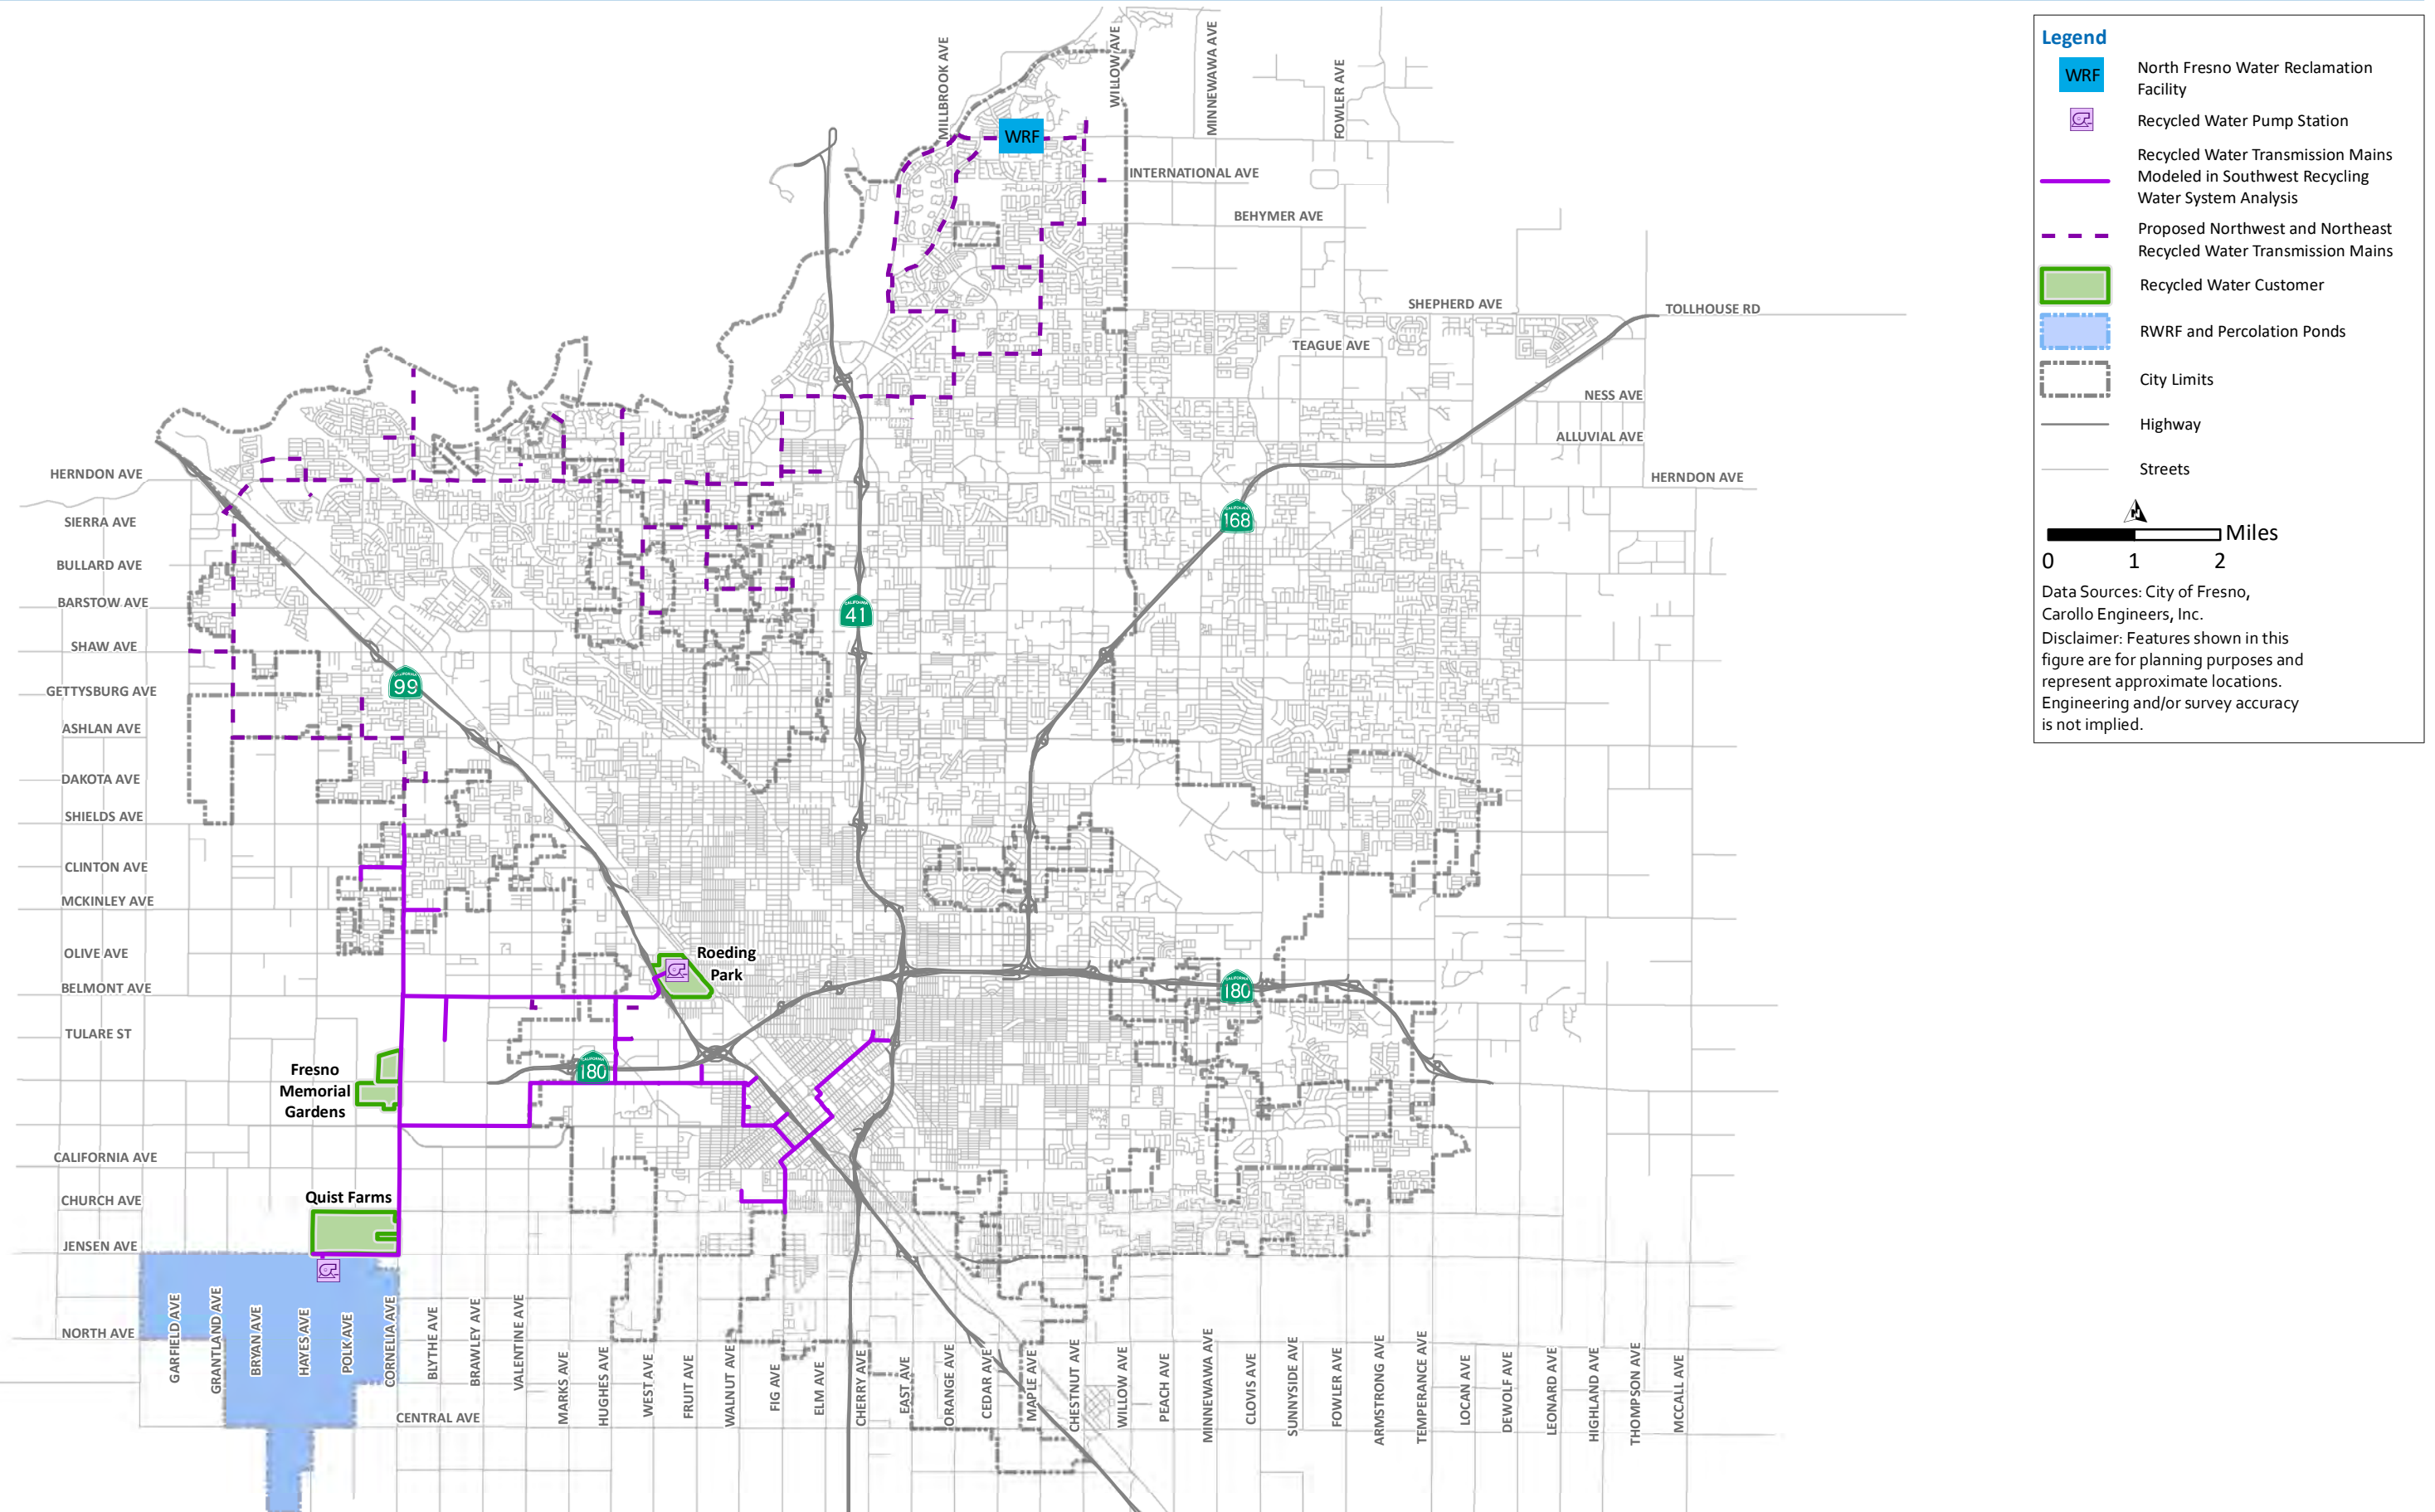 MILLBROOK AVE
WILLOW AVE
MINNEWAWA AVE
FOWLER AVE
WRF
INTERNATIONAL AVE
BEHYMER AVE
SHEPHERD AVE
TOLLHOUSE RD
TEAGUE AVE
NESS AVE
ALLUVIAL AVE
HERNDON AVE
HERNDON AVE
SIERRA AVE
CALIFORNIA
168
BULLARD AVE
BARSTOW AVE
CALIFORNIA
41
SHAW AVE
CALIFORNIA
99
GETTYSBURG AVE
ASHLAN AVE
DAKOTA AVE
SHIELDS AVE
CLINTON AVE
MCKINLEY AVE
OLIVE AVE
Roeding
Park
BELMONT AVE
CALIFORNIA
180
TULARE ST
CALIFORNIA
180
Fresno
Memorial
Gardens
CALIFORNIA AVE
CHURCH AVE
Quist Farms
JENSEN AVE
NORTH AVE
GARFIELD AVE
GRANTLAND AVE
BRYAN AVE
HAYES AVE
POLK AVE
CORNELIA AVE
BLYTHE AVE
BRAWLEY AVE
VALENTINE AVE
MARKS AVE
HUGHES AVE
WEST AVE
FRUIT AVE
WALNUT AVE
FIG AVE
ELM AVE
CHERRY AVE
EAST AVE
ORANGE AVE
CEDAR AVE
MAPLE AVE
CHESTNUT AVE
WILLOW AVE
PEACH AVE
MINNEWAWA AVE
CLOVIS AVE
SUNNYSIDE AVE
FOWLER AVE
ARMSTRONG AVE
TEMPERANCE AVE
LOCAN AVE
DEWOLF AVE
LEONARD AVE
HIGHLAND AVE
THOMPSON AVE
MCCALL AVE
CENTRAL AVE
Legend
WRF
North Fresno Water Reclamation
Facility
Recycled Water Pump Station
Recycled Water Transmission Mains
Modeled in Southwest Recycling
Water System Analysis
Proposed Northwest and Northeast
Recycled Water Transmission Mains
Recycled Water Customer
RWRF and Percolation Ponds
City Limits
Highway
Streets
Miles
0 1 2
Data Sources: City of Fresno,
Carollo Engineers, Inc.
Disclaimer: Features shown in this
figure are for planning purposes and
represent approximate locations.
Engineering and/or survey accuracy
is not implied.